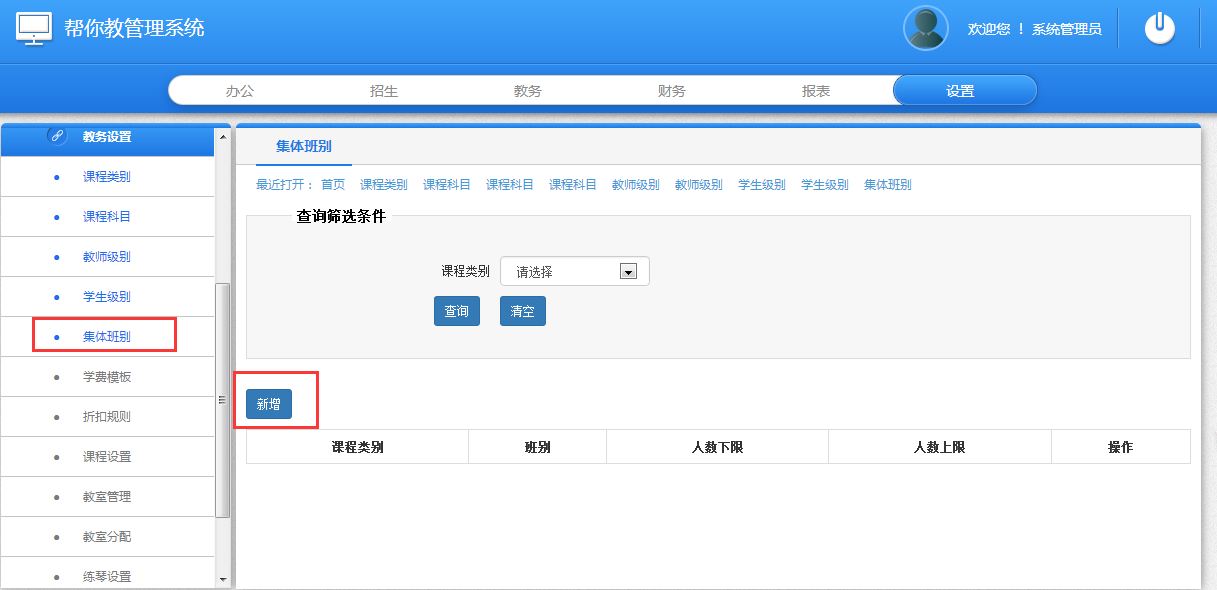 帮你教管理系统
欢迎您 ！ 系统管理员
办公 招生 教务 财务 报表 设置
教务设置
课程类别
课程科目
教师级别
学生级别
集体班别
学费模板
折扣规则
课程设置
教室管理
教室分配
练琴设置
集体班别
最近打开： 首页 课程类别 课程科目 课程科目 课程科目 教师级别 教师级别 学生级别 学生级别 集体班别
查询筛选条件
课程类别 请选择
查询 清空
新增
课程类别 班别 人数下限 人数上限 操作